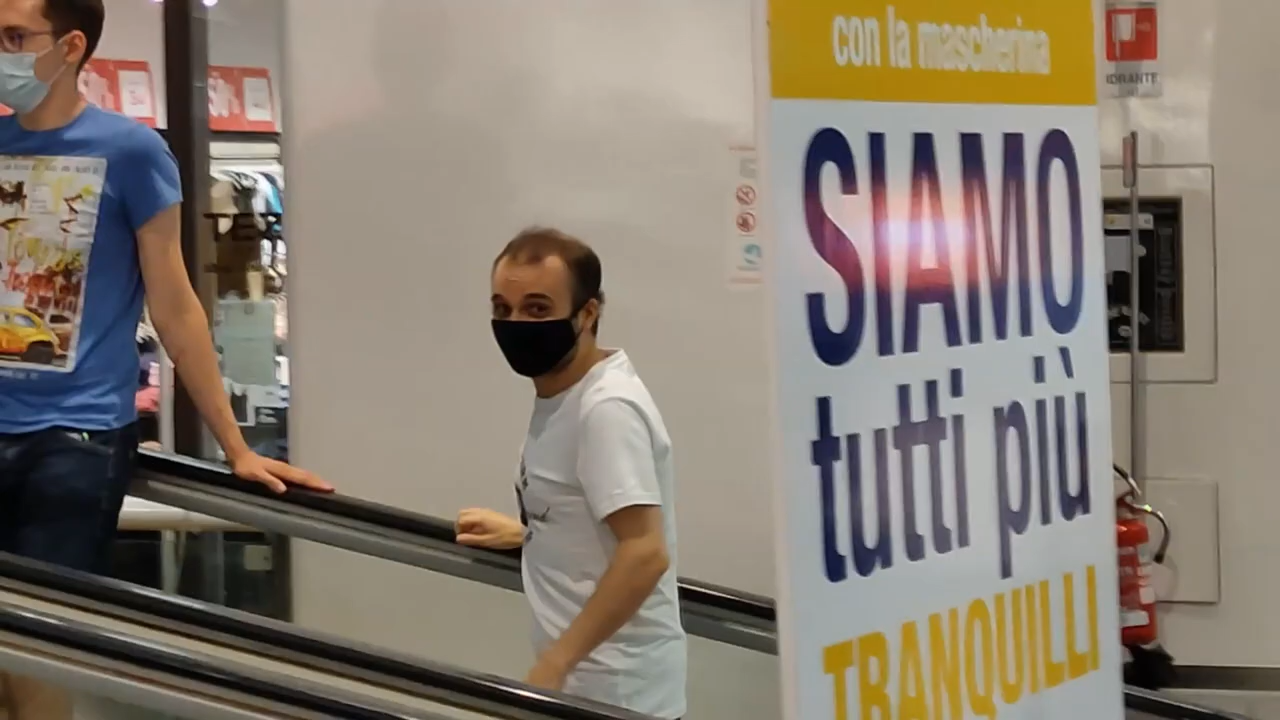 con la mascherina
SIAMO
tutti più
TRANQUILLI
IDRANTE